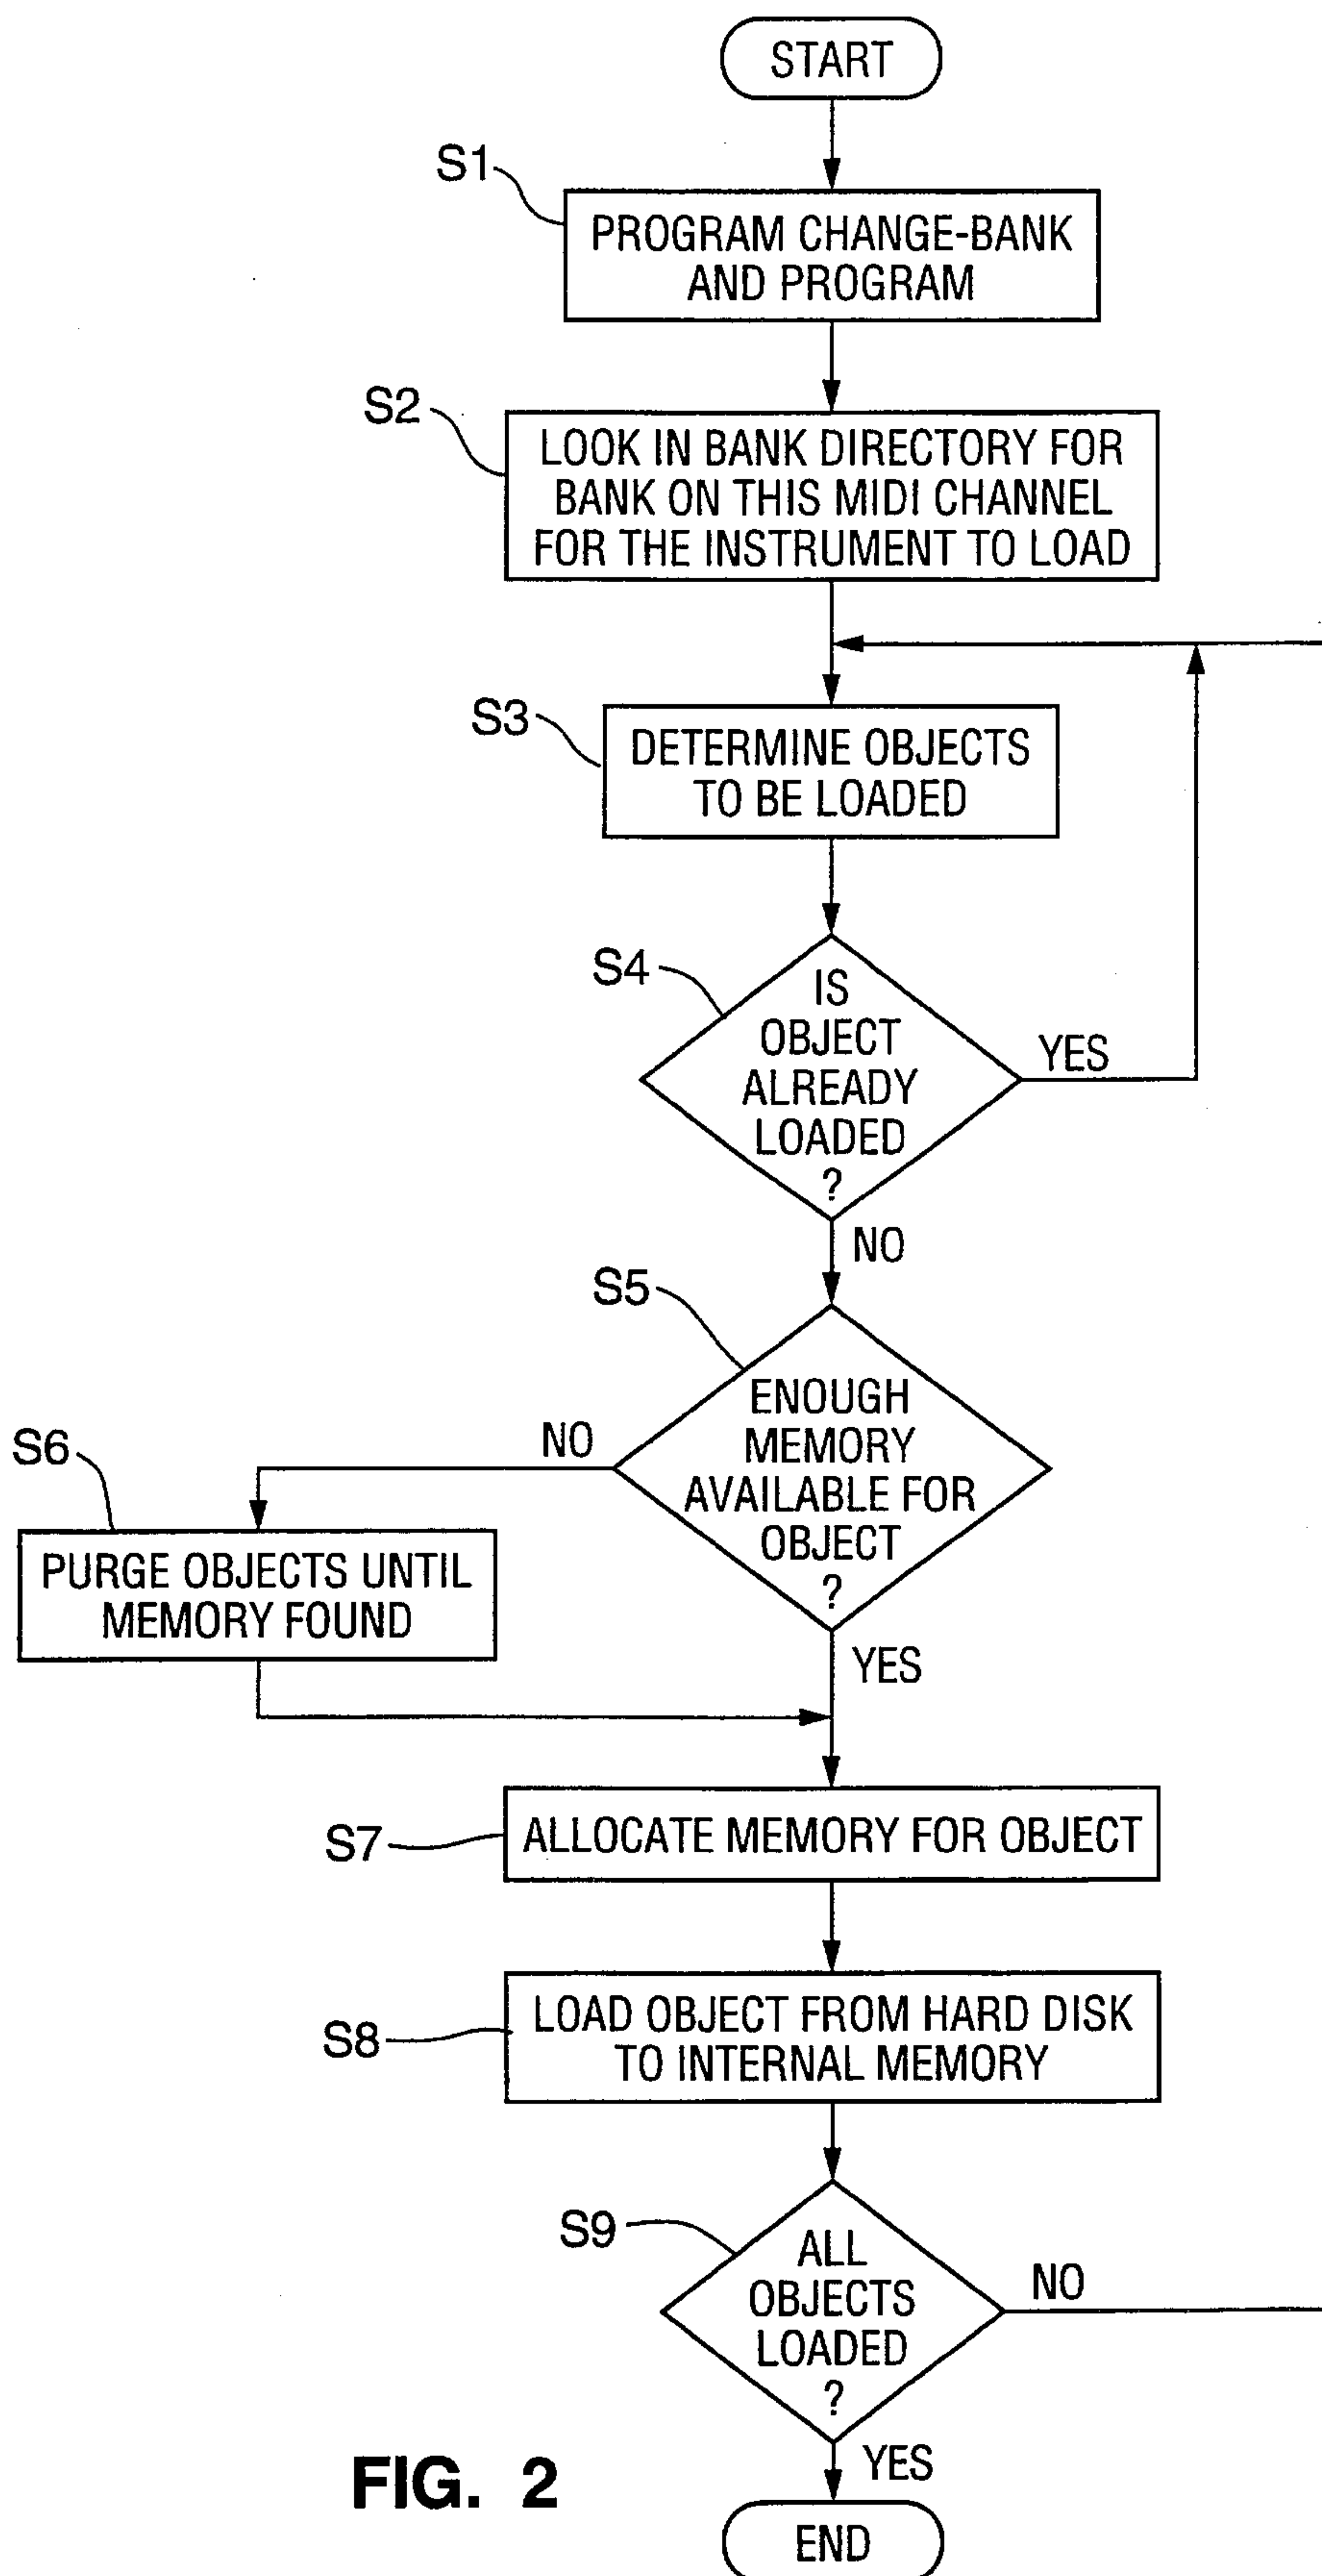 START
S1
PROGRAM CHANGE-BANK
AND PROGRAM
S2
LOOK IN BANK DIRECTORY FOR
BANK ON THIS MIDI CHANNEL
FOR THE INSTRUMENT TO LOAD
S3
DETERMINE OBJECTS
TO BE LOADED
S4
IS
OBJECT
ALREADY
LOADED
?
YES
NO
S5
ENOUGH
MEMORY
AVAILABLE FOR
OBJECT
?
NO
S6
PURGE OBJECTS UNTIL
MEMORY FOUND
YES
S7
ALLOCATE MEMORY FOR OBJECT
S8
LOAD OBJECT FROM HARD DISK
TO INTERNAL MEMORY
S9
ALL
OBJECTS
LOADED
?
NO
YES
FIG. 2
END